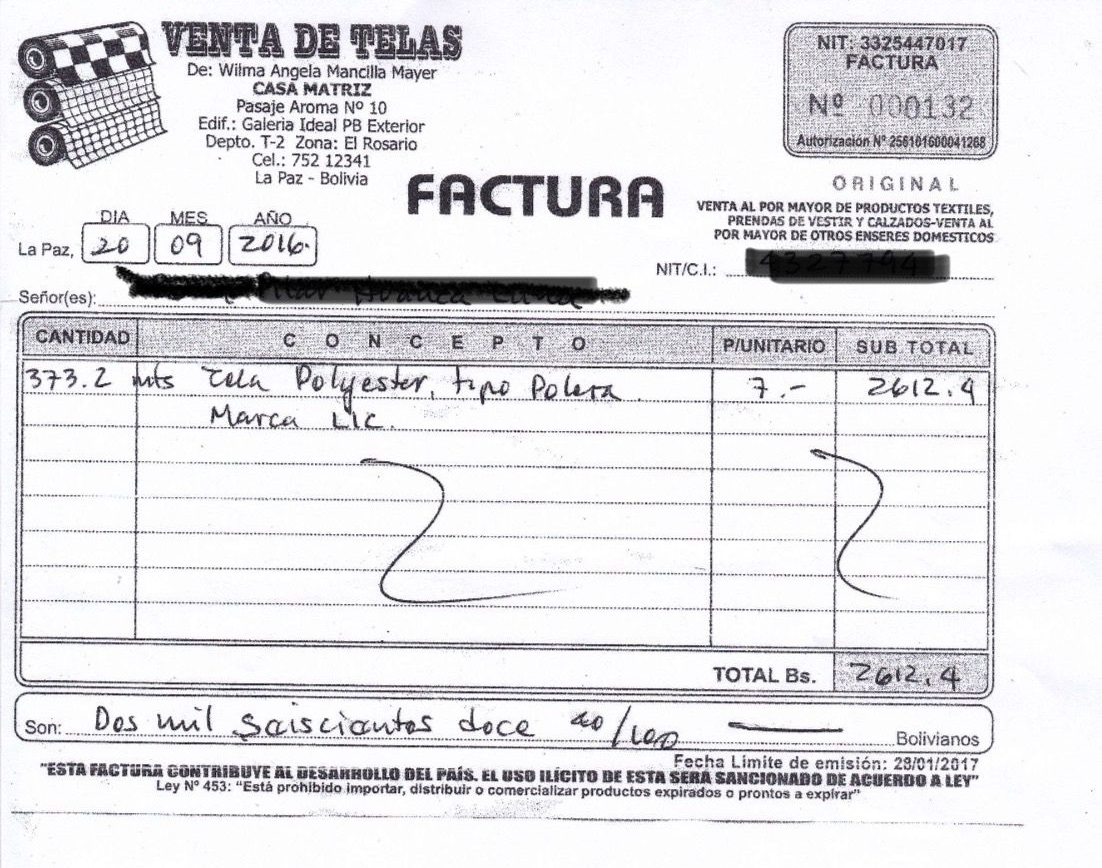 VENTA DE TELAS
De: Wilma Angela Mancilla Mayer
CASA MATRIZ
Pasaje Aroma Nº 10
Edif.: Galeria Ideal PB Exterior
Depto. T-2 Zona: El Rosario
Cel.: 752 12341
La Paz - Bolivia
NIT: 3325447017
FACTURA
Nº 000132
Autorización Nº 256101600041268
ORIGINAL
FACTURA
VENTA AL POR MAYOR DE PRODUCTOS TEXTILES,
PRENDAS DE VESTIR Y CALZADOS-VENTA AL
POR MAYOR DE OTROS ENSERES DOMESTICOS
DIA MES AÑO
La Paz, 20 09 2016.
NIT/C.I.:
Señor(es):
CANTIDAD CONCEPTO P/UNITARIO SUB TOTAL
373.2 mts Tela Polyester, tipo Polera 7.- 2612.4
Marca LIC.
TOTAL Bs. 2612.4
Son: Dos mil saisciantos doce 40/100 Bolivianos
Fecha Limite de emisión: 28/01/2017
"ESTA FACTURA CONTRIBUYE AL DESARROLLO DEL PAÍS. EL USO ILÍCITO DE ESTA SERÁ SANCIONADO DE ACUERDO A LEY"
Ley Nº 453: "Está prohibido importar, distribuir o comercializar productos expirados o prontos a expirar"